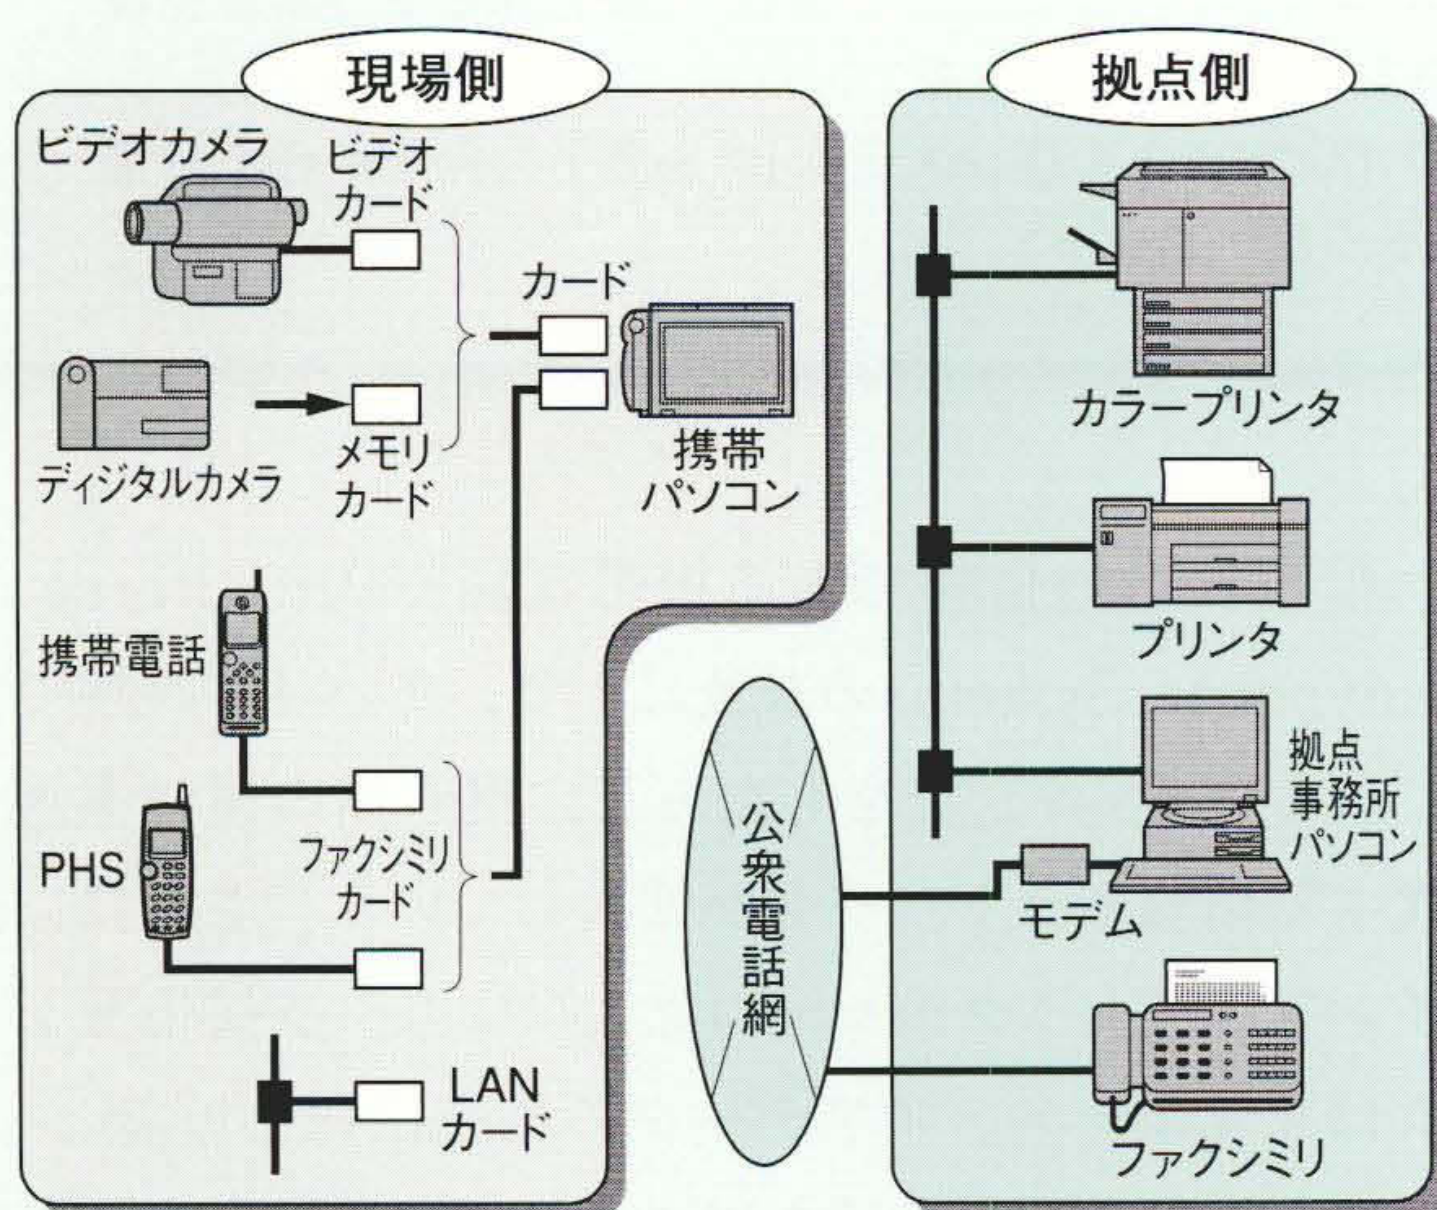 現場側
ビデオカメラ
ビデオ
カード
カード
携帯
パソコン
ディジタルカメラ
メモリ
カード
携帯電話
PHS
ファクシミリ
カード
LAN
カード
公衆電話網
拠点側
カラープリンタ
プリンタ
拠点
事務所
パソコン
モデム
ファクシミリ